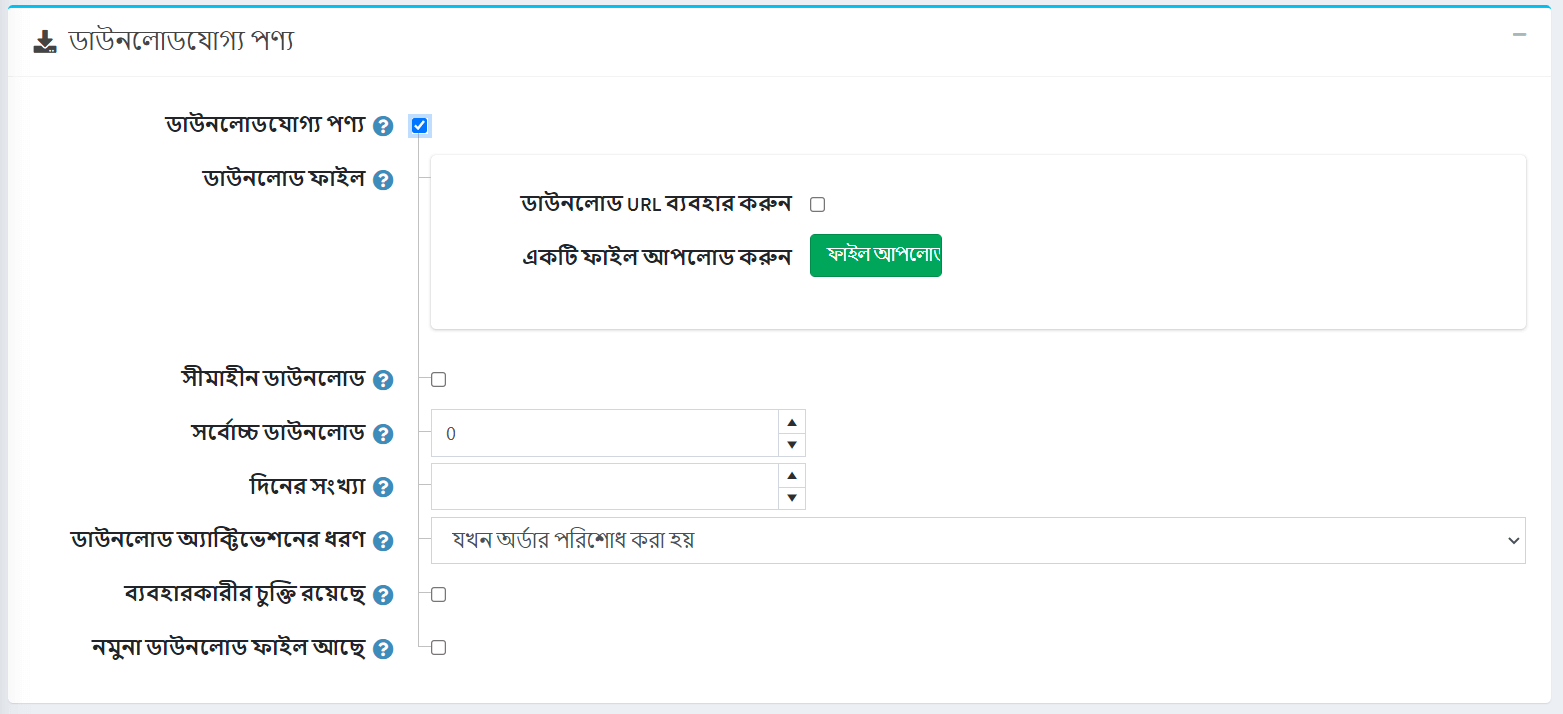 ডাউনলোডযোগ্য পণ্য
ডাউনলোডযোগ্য পণ্য
ডাউনলোড ফাইল
ডাউনলোড URL ব্যবহার করুন
একটি ফাইল আপলোড করুন
ফাইল আপলোড
সীমাহীন ডাউনলোড
সর্বোচ্চ ডাউনলোড
0
দিনের সংখ্যা
ডাউনলোড অ্যাক্টিভেশনের ধরণ
যখন অর্ডার পরিশোধ করা হয়
ব্যবহারকারীর চুক্তি রয়েছে
নমুনা ডাউনলোড ফাইল আছে